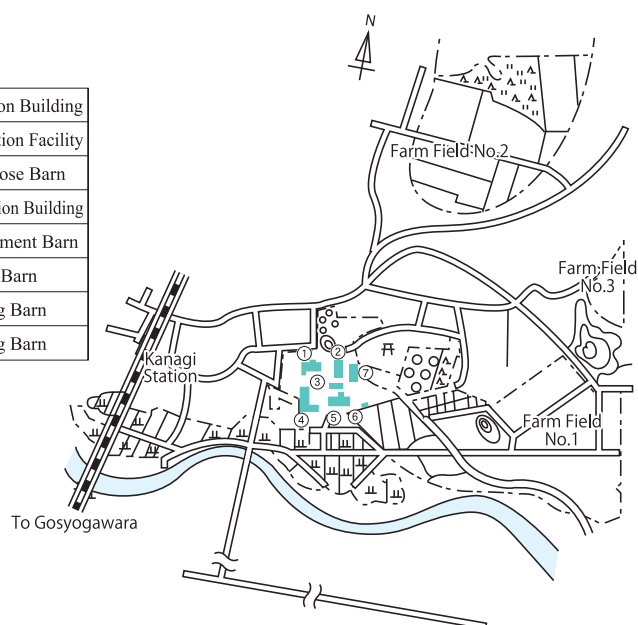 N
on Building
tion Facility
ose Barn
ion Building
ment Barn
Barn
g Barn
g Barn
Farm Field No.2
Farm Field
No.3
Kanagi
Station
①
②
③
⑦
④
⑤
⑥
Farm Field
No.1
To Gosyogawara